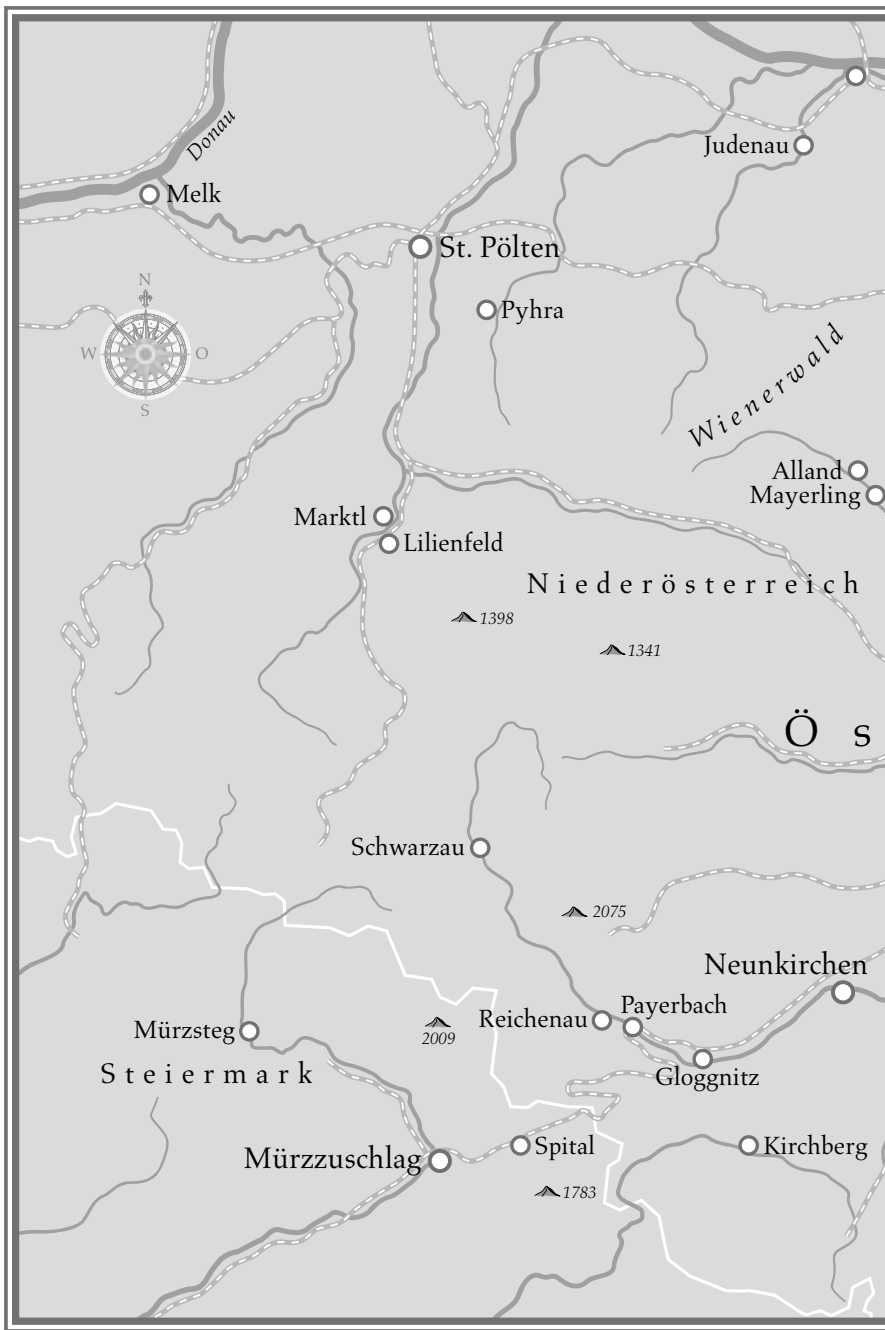 Donau
Judenau
Melk
St. Pölten
N
Pyhra
W
O
S
Wienerwald
Alland
Mayerling
Marktl
Lilienfeld
Niederösterreich
1398
1341
Ös
Schwarzau
2075
Neunkirchen
Payerbach
Reichenau
Mürzsteg
2009
Steiermark
Gloggnitz
Spital
Kirchberg
Mürzzuschlag
1783